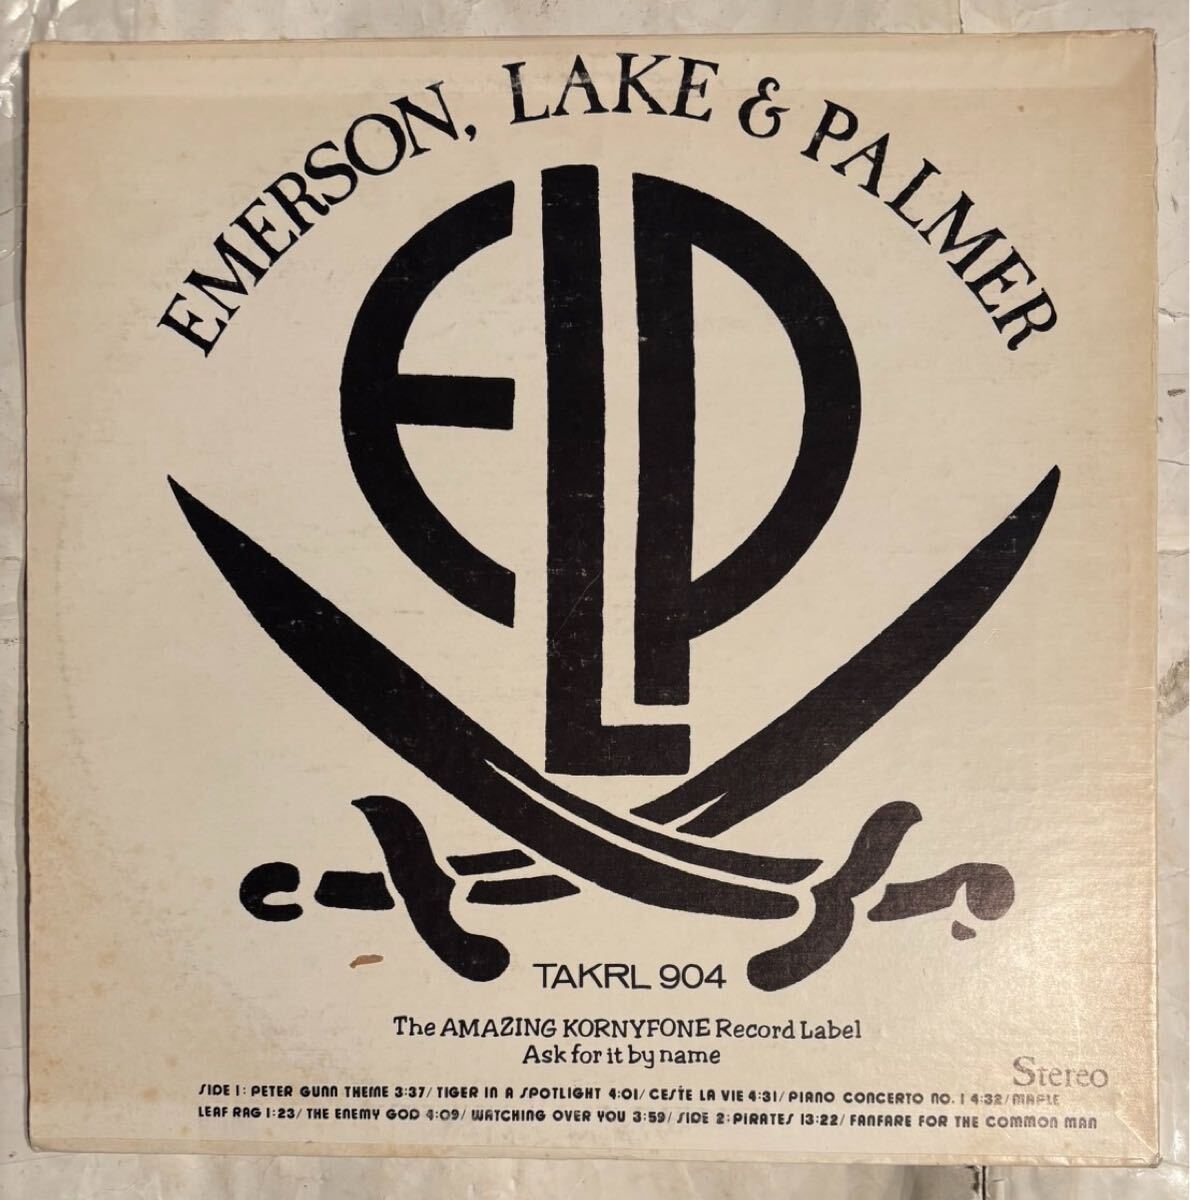 EMERSON, LAKE & PALMER
ELP
TAKRL 904
The AMAZING KORNYFONE Record Label
Ask for it by name
Stereo
SIDE 1: PETER GUNN THEME 3:37/ TIGER IN A SPOTLIGHT 4:01/ CESTE LA VIE 4:31/ PIANO CONCERTO NO. 1 4:32/ MAPLE
LEAF RAG 1:23/ THE ENEMY GOD 4:09/ WATCHING OVER YOU 3:59/ SIDE 2: PIRATES 13:22/ FANFARE FOR THE COMMON MAN